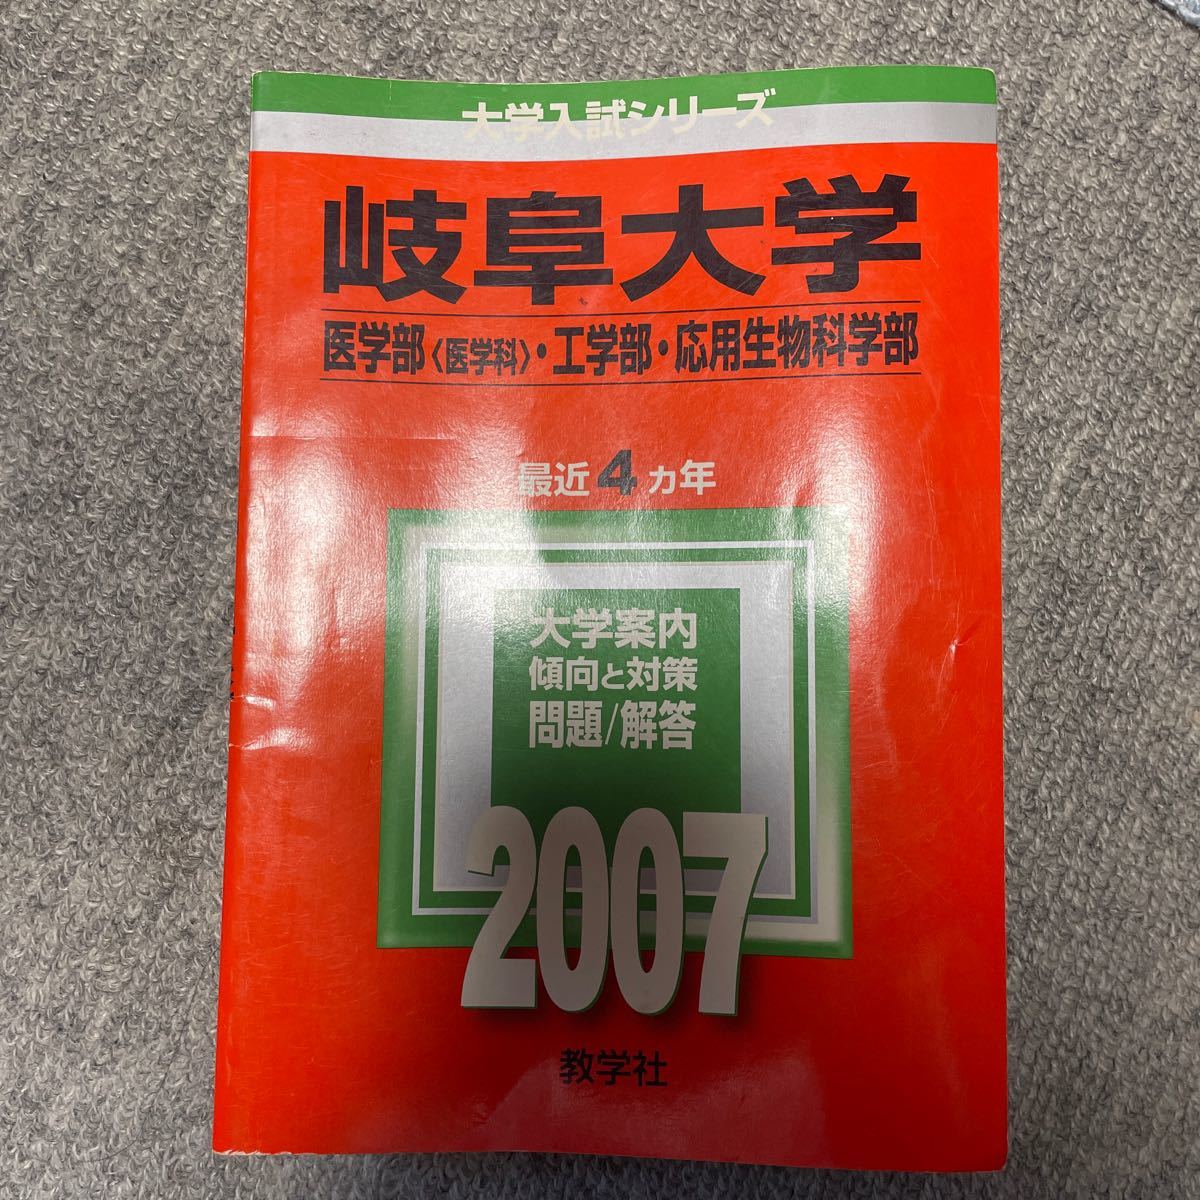 大学入試シリーズ
岐阜大学
医学部〈医学科〉・工学部・応用生物科学部
最近4カ年
大学案内
傾向と対策
問題/解答
2007
教学社